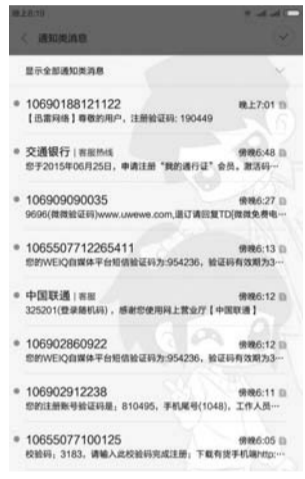 通知类消息
显示全部通知类消息
10690188121122 晚上7:01
【迅雷网络】尊敬的用户，注册验证码: 190449
交通银行 | 客服热线 傍晚6:48
您于2015年06月25日，申请注册“我的通行证”会员，激活码…
106909090035 傍晚6:27
9696(微微验证码)www.uwewe.com,退订请回复TD[微微免费电…
1065507712265411 傍晚6:13
您的WEIQ自媒体平台短信验证码为:954236，验证码有效期为3…
中国联通 | 客服 傍晚6:12
325201(登录随机码)，感谢您使用网上营业厅【中国联通】
106902860922 傍晚6:12
您的WEIQ自媒体平台短信验证码为:954236，验证码有效期为3…
106902912238 傍晚6:11
您的注册账号验证码是；810495，手机尾号(1048)，工作人员…
10655077100125 傍晚6:05
校验码；3183，请输入此校验码完成注册；下载有货手机端http:…